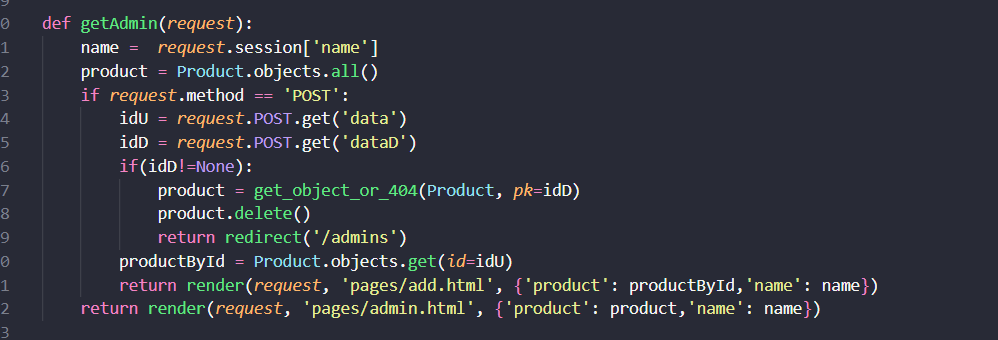 0 def getAdmin(request):
1 name =  request.session['name']
2 product = Product.objects.all()
3 if request.method == 'POST':
4 idU = request.POST.get('data')
5 idD = request.POST.get('dataD')
6 if(idD!=None):
7 product = get_object_or_404(Product, pk=idD)
8 product.delete()
9 return redirect('/admins')
0 productById = Product.objects.get(id=idU)
1 return render(request, 'pages/add.html', {'product': productById,'name': name})
2 return render(request, 'pages/admin.html', {'product': product,'name': name})
3